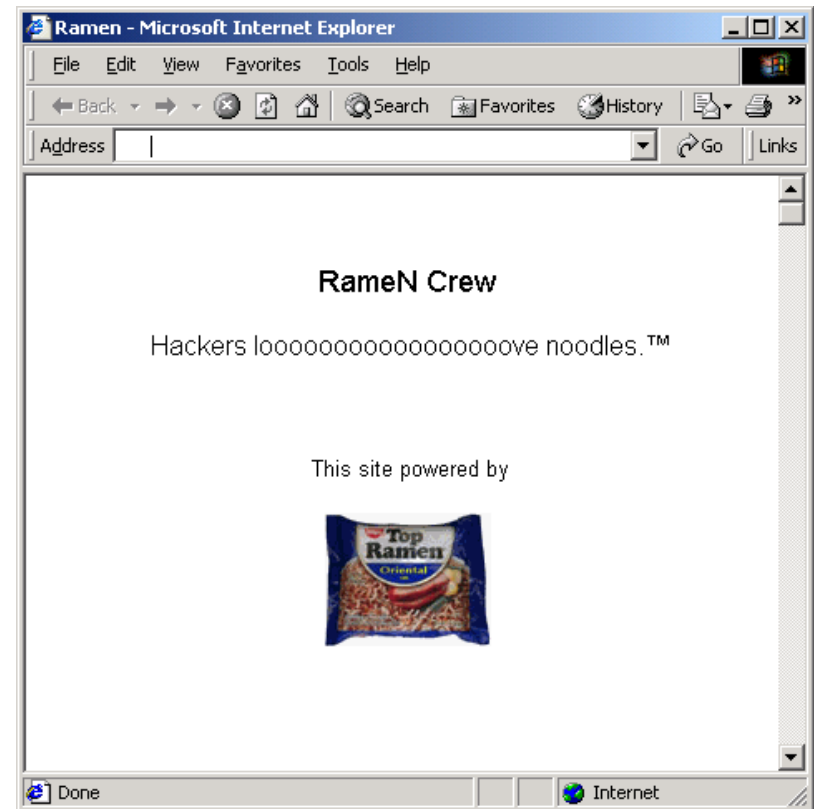 Ramen - Microsoft Internet Explorer
File Edit View Favorites Tools Help
Back Search Favorites History »
Address Go Links
RameN Crew
Hackers looooooooooooooooove noodles.™
This site powered by
Top
Ramen
Oriental
Done Internet